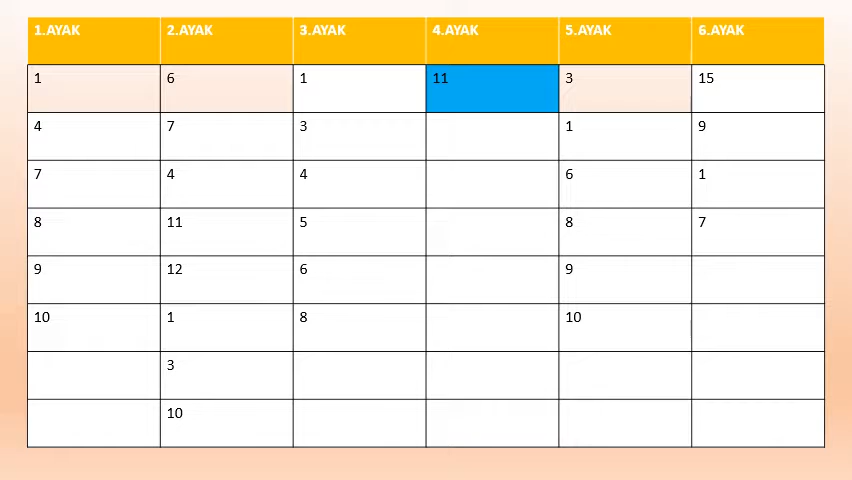 1.AYAK 2.AYAK 3.AYAK 4.AYAK 5.AYAK 6.AYAK
1 6 1 11 3 15
4 7 3 1 9
7 4 4 6 1
8 11 5 8 7
9 12 6 9
10 1 8 10
3
10